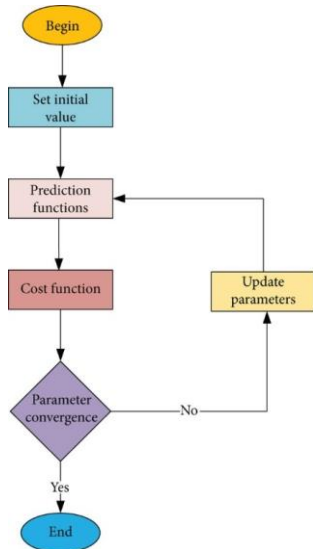 Begin
Set initial
value
Prediction
functions
Cost function
Update
parameters
Parameter
convergence
No
Yes
End